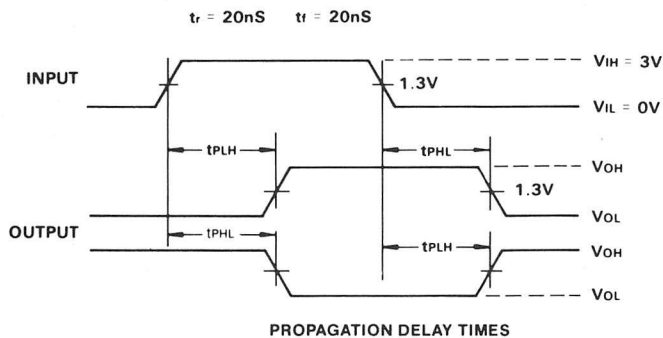 tr = 20nS tf = 20nS
INPUT
1.3V
VIH = 3V
VIL = 0V
tPLH
tPHL
VOH
1.3V
VOL
OUTPUT
tPHL
tPLH
VOH
VOL
PROPAGATION DELAY TIMES